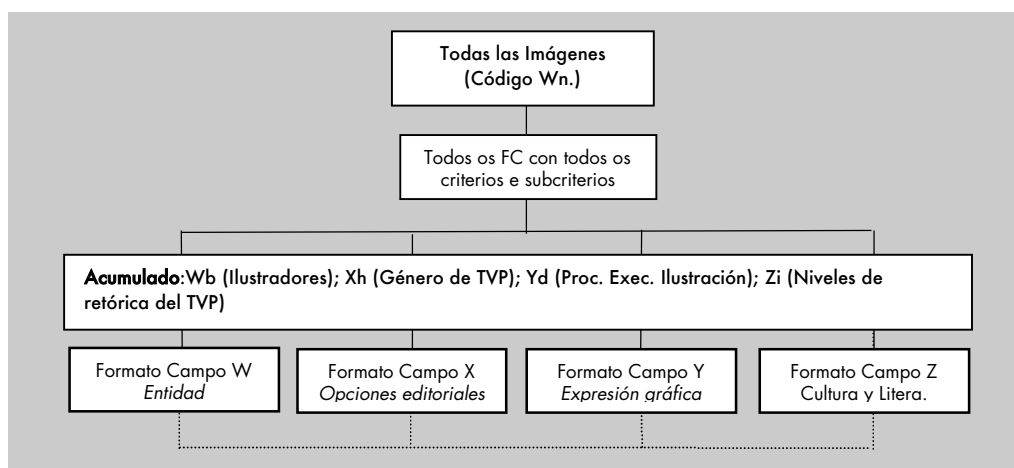 Todas las Imágenes
(Código Wn.)
Todos os FC con todos os
criterios e subcriterios
Acumulado:Wb (Ilustradores); Xh (Género de TVP); Yd (Proc. Exec. Ilustración); Zi (Niveles de
retórica del TVP)
Formato Campo W
Entidad
Formato Campo X
Opciones editoriales
Formato Campo Y
Expresión gráfica
Formato Campo Z
Cultura y Litera.